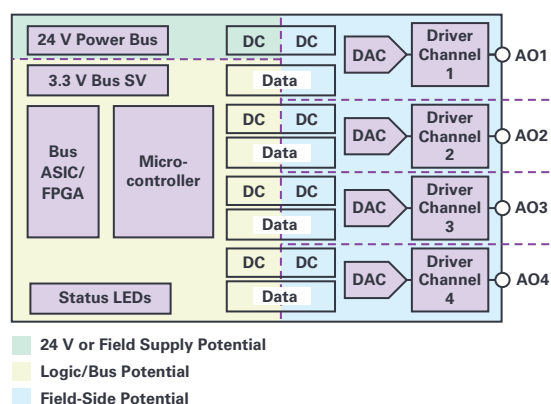 24 V Power Bus
DC DC
DAC
Driver
Channel
1
AO1
3.3 V Bus SV
Data
Bus
ASIC/
FPGA
Micro-
controller
DC DC
Data
DAC
Driver
Channel
2
AO2
DC DC
Data
DAC
Driver
Channel
3
AO3
DC DC
Data
DAC
Driver
Channel
4
AO4
Status LEDs
24 V or Field Supply Potential
Logic/Bus Potential
Field-Side Potential